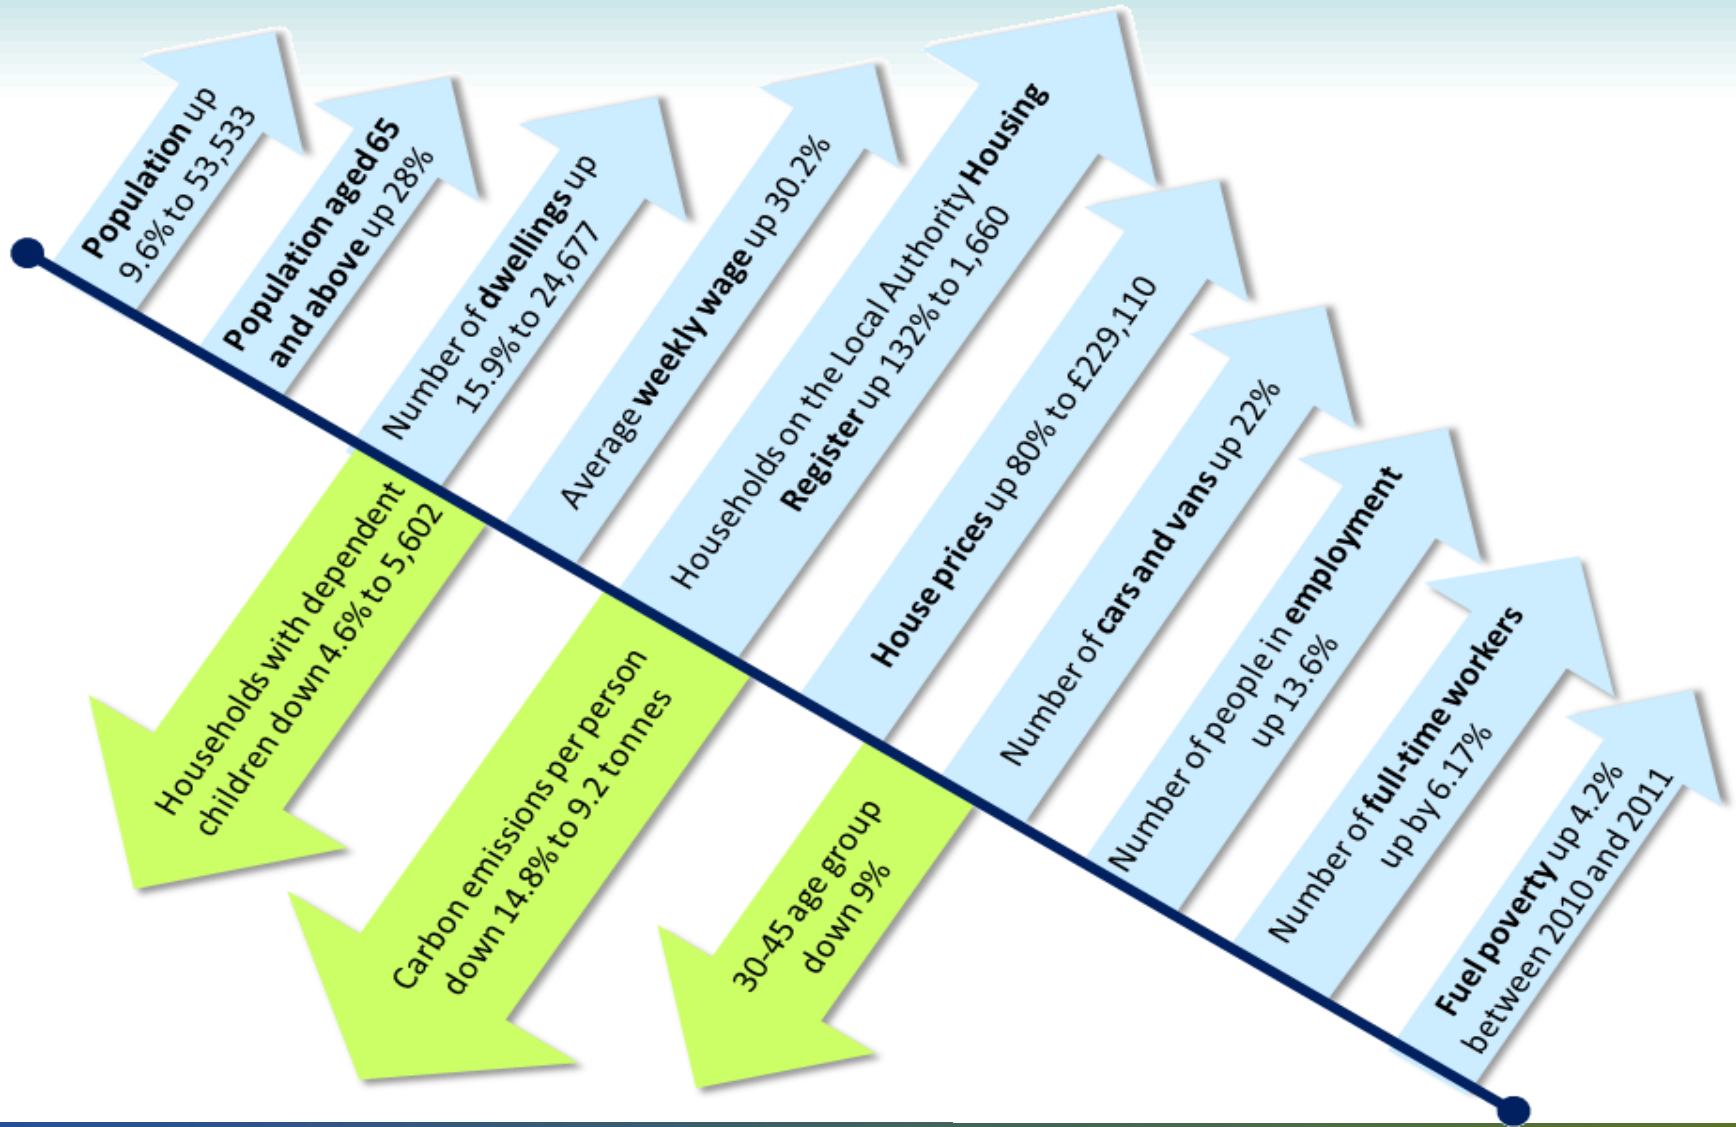 Population up
9.6% to 53,533
Population aged 65
and above up 28%
Number of dwellings up
15.9% to 24,677
Average weekly wage up 30.2%
Households on the Local Authority Housing
Register up 132% to 1,660
House prices up 80% to £229,110
Number of cars and vans up 22%
Number of people in employment
up 13.6%
Number of full-time workers
up by 6.17%
Fuel poverty up 4.2%
between 2010 and 2011
Households with dependent
children down 4.6% to 5,602
Carbon emissions per person
down 14.8% to 9.2 tonnes
30-45 age group
down 9%